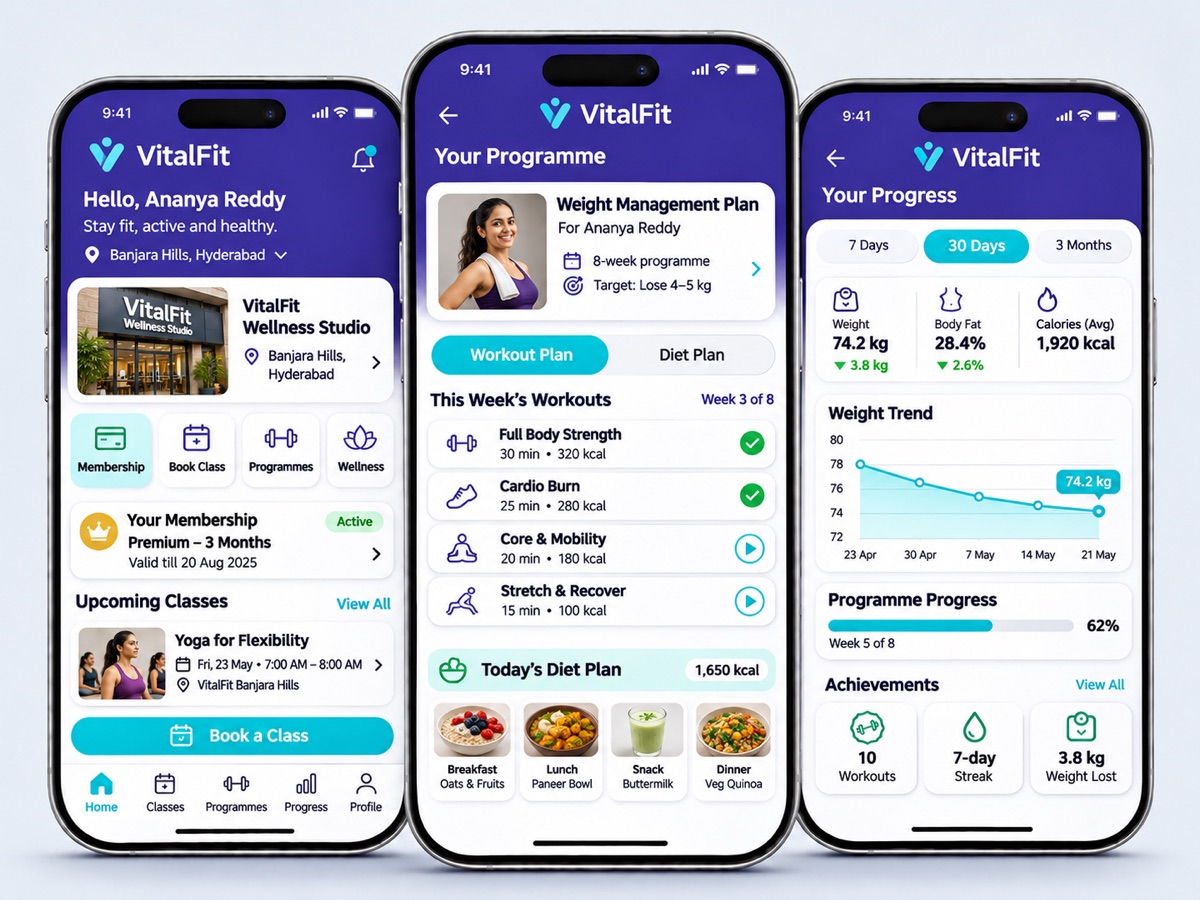 9:41
VitalFit
Hello, Ananya Reddy
Stay fit, active and healthy.
Banjara Hills, Hyderabad
VitalFit
Wellness Studio
VitalFit
Wellness Studio
Banjara Hills,
Hyderabad
Membership
Book Class
Programmes
Wellness
Your Membership
Active
Premium – 3 Months
Valid till 20 Aug 2025
Upcoming Classes
View All
Yoga for Flexibility
Fri, 23 May • 7:00 AM – 8:00 AM
VitalFit Banjara Hills
Book a Class
Home
Classes
Programmes
Progress
Profile
9:41
VitalFit
Your Programme
Weight Management Plan
For Ananya Reddy
8-week programme
Target: Lose 4–5 kg
Workout Plan
Diet Plan
This Week's Workouts
Week 3 of 8
Full Body Strength
30 min • 320 kcal
Cardio Burn
25 min • 280 kcal
Core & Mobility
20 min • 180 kcal
Stretch & Recover
15 min • 100 kcal
Today's Diet Plan
1,650 kcal
Breakfast
Oats & Fruits
Lunch
Paneer Bowl
Snack
Buttermilk
Dinner
Veg Quinoa
9:41
VitalFit
Your Progress
7 Days
30 Days
3 Months
Weight
74.2 kg
▼ 3.8 kg
Body Fat
28.4%
▼ 2.6%
Calories (Avg)
1,920 kcal
Weight Trend
80
78
76
74
72
74.2 kg
23 Apr
30 Apr
7 May
14 May
21 May
Programme Progress
62%
Week 5 of 8
Achievements
View All
10
Workouts
7-day
Streak
3.8 kg
Weight Lost